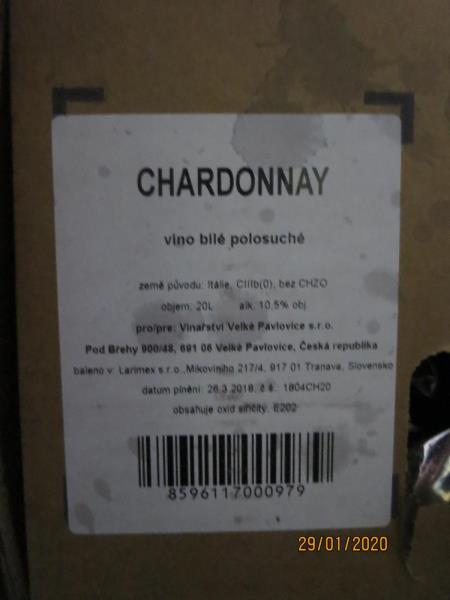 CHARDONNAY
víno bílé polosuché
země původu: Itálie, CIIIb(0), bez CHZO
objem: 20L alk. 10,5% obj.
pro/pre: Vinařství Velké Pavlovice s.r.o.
Pod Břehy 900/48, 691 06 Velké Pavlovice, Česká republika
baleno v: Larimex s.r.o.,Mikovíniho 217/4, 917 01 Tranava, Slovensko
datum plnění: 26.3.2018, č.š.: 1804CH20
obsahuje oxid siřičitý, E202
8596117000979
29/01/2020